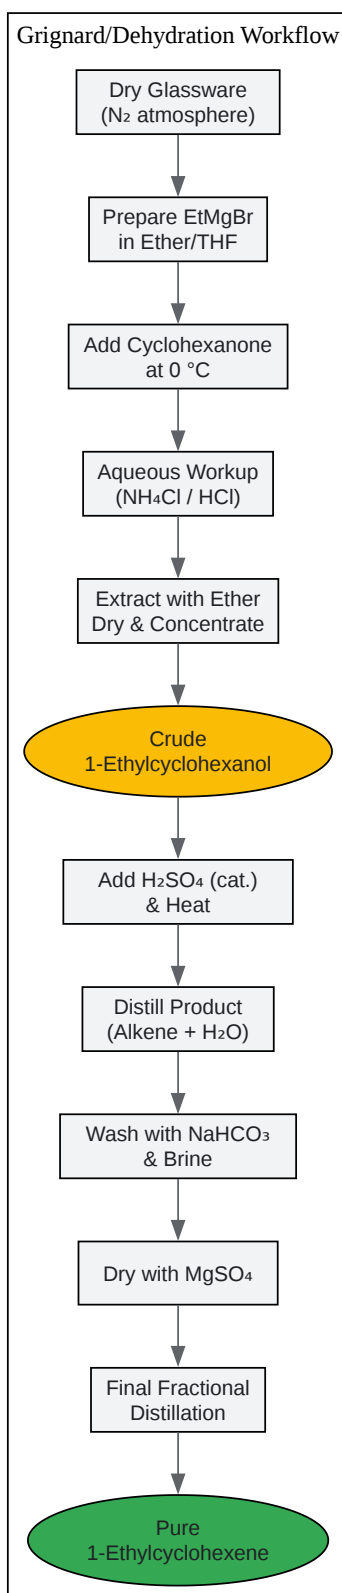 Grignard/Dehydration Workflow
Dry Glassware
(N₂ atmosphere)
Prepare EtMgBr
in Ether/THF
Add Cyclohexanone
at 0 °C
Aqueous Workup
(NH₄Cl / HCl)
Extract with Ether
Dry & Concentrate
Crude
1-Ethylcyclohexanol
Add H₂SO₄ (cat.)
& Heat
Distill Product
(Alkene + H₂O)
Wash with NaHCO₃
& Brine
Dry with MgSO₄
Final Fractional
Distillation
Pure
1-Ethylcyclohexene